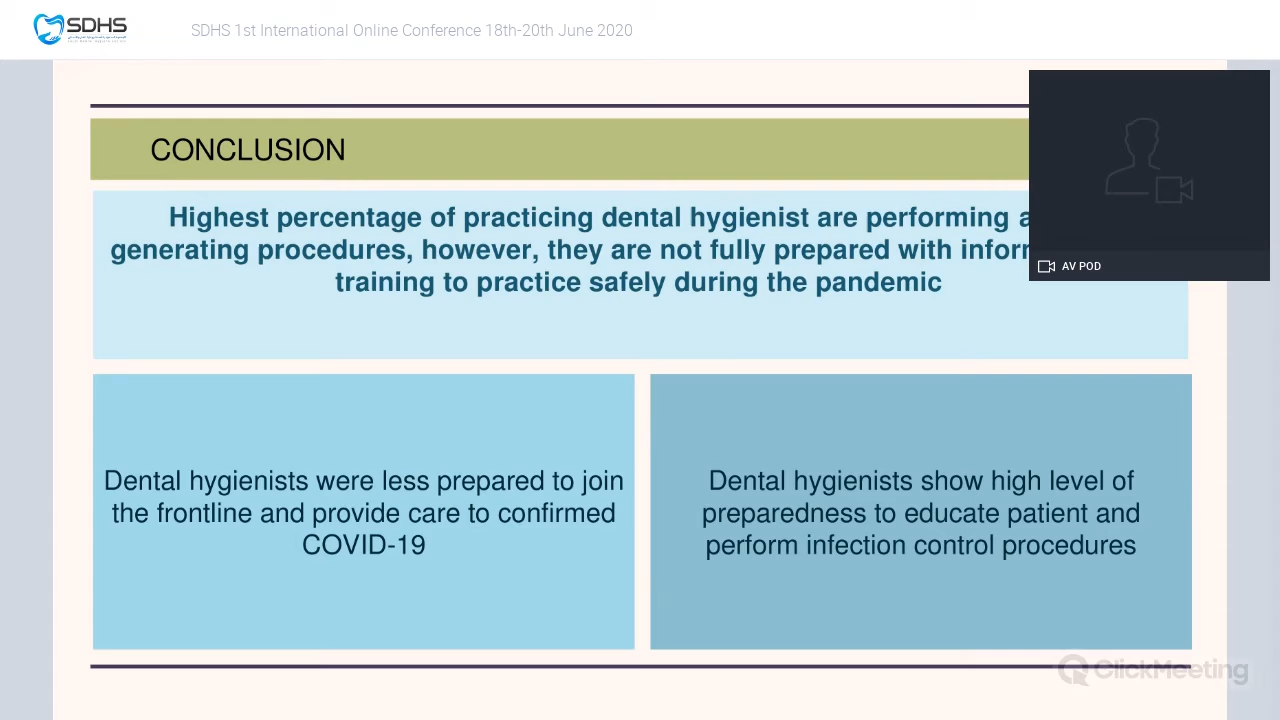 SDHS
SDHS 1st International Online Conference 18th-20th June 2020
CONCLUSION
Highest percentage of practicing dental hygienist are performing
generating procedures, however, they are not fully prepared with
training to practice safely during the pandemic
AV POD
Dental hygienists were less prepared to join
the frontline and provide care to confirmed
COVID-19
Dental hygienists show high level of
preparedness to educate patient and
perform infection control procedures
ClickMeeting